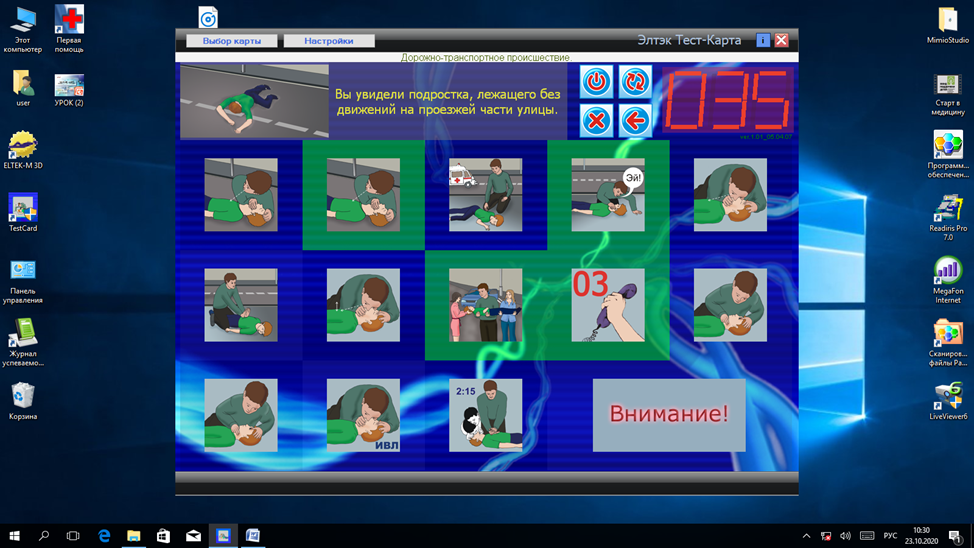 Этот
компьютер
Первая
помощь
user
УРОК (2)
ELTEK-M 3D
TestCard
Панель
управления
Журнал
успеваемо...
Корзина
Выбор карты
Настройки
Элтэк Тест-Карта
i
Дорожно-транспортное происшествие.
Вы увидели подростка, лежащего без
движений на проезжей части улицы.
035
Эй!
03
ИВЛ
2:15
Внимание!
MimioStudio
Старт в
медицину
Програм...
обеспечен...
Readiris Pro
7.0
MegaFon
Internet
Сканиров...
файлы Pa...
LiveViewer6
РУС
10:30
23.10.2020